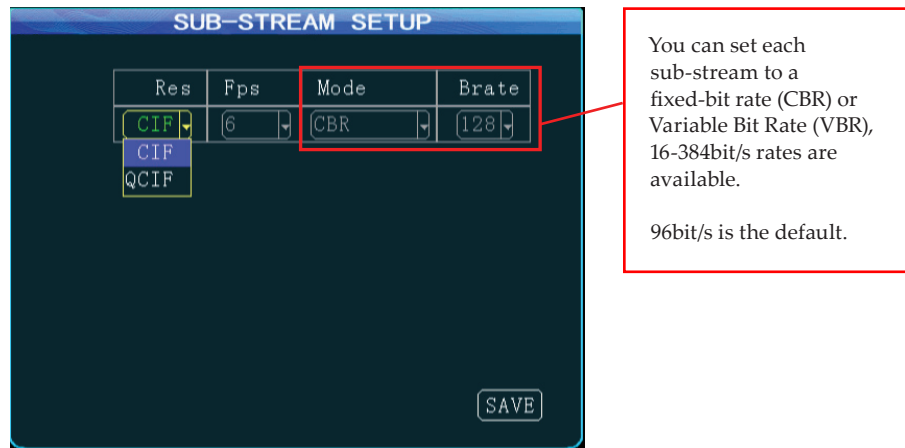 SUB-STREAM SETUP
Res Fps Mode Brate
CIF 6 CBR 128
CIF
QCIF
SAVE
You can set each
sub-stream to a
fixed-bit rate (CBR) or
Variable Bit Rate (VBR),
16-384bit/s rates are
available.
96bit/s is the default.